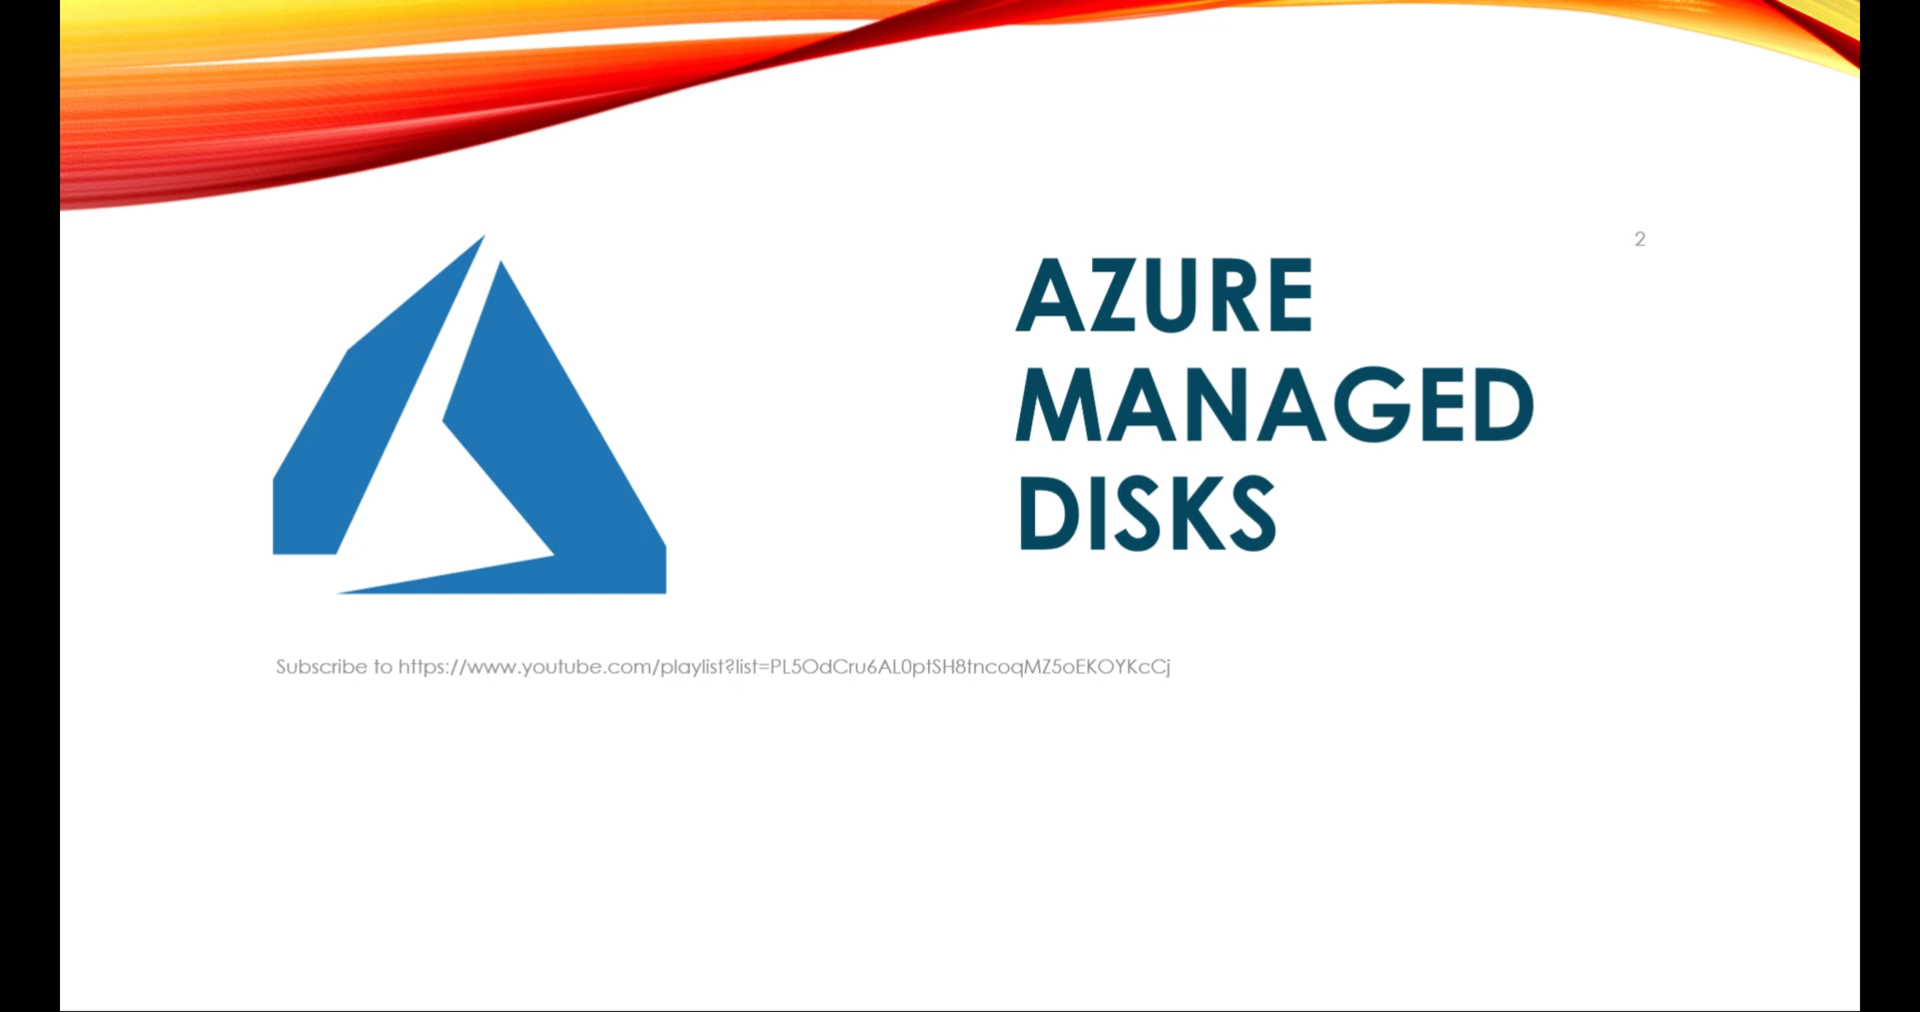 2
AZURE
MANAGED
DISKS
Subscribe to https://www.youtube.com/playlist?list=PL5OdCru6AL0ptSH8tncoqMZ5oEKOYKcCj